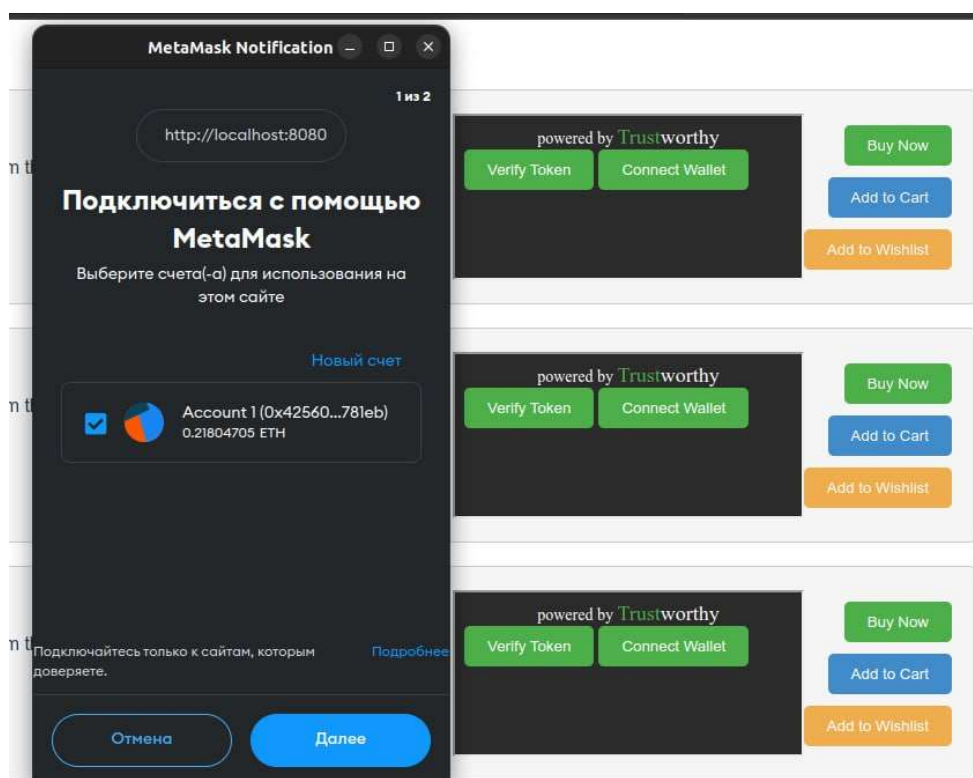 MetaMask Notification
1 из 2
http://localhost:8080
Подключиться с помощью
MetaMask
Выберите счета(-а) для использования на
этом сайте
Новый счет
Account 1 (0x42560...781eb)
0.21804705 ETH
Подключайтесь только к сайтам, которым
доверяете.
Подробнее
Отмена
Далее
powered by Trustworthy
Verify Token
Connect Wallet
Buy Now
Add to Cart
Add to Wishlist
powered by Trustworthy
Verify Token
Connect Wallet
Buy Now
Add to Cart
Add to Wishlist
powered by Trustworthy
Verify Token
Connect Wallet
Buy Now
Add to Cart
Add to Wishlist